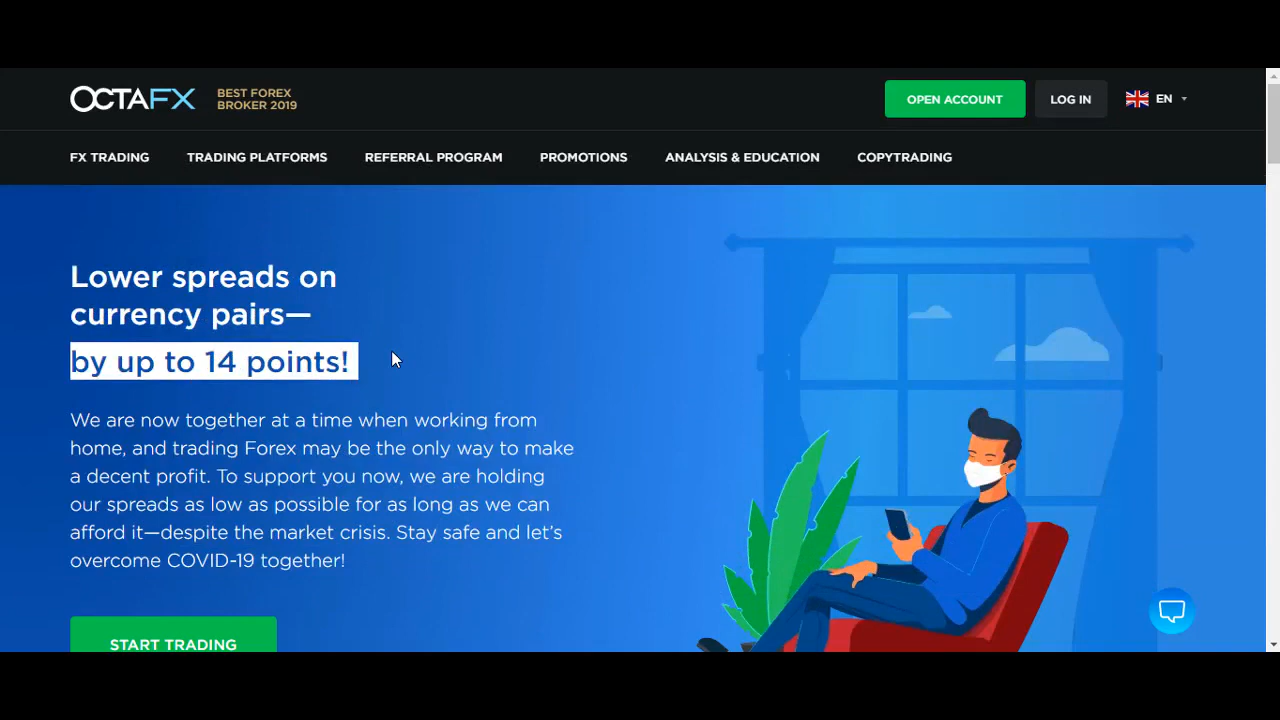 OCTAFX
BEST FOREX
BROKER 2019
OPEN ACCOUNT
LOG IN
EN
FX TRADING
TRADING PLATFORMS
REFERRAL PROGRAM
PROMOTIONS
ANALYSIS & EDUCATION
COPYTRADING
Lower spreads on
currency pairs—
by up to 14 points!
We are now together at a time when working from
home, and trading Forex may be the only way to make
a decent profit. To support you now, we are holding
our spreads as low as possible for as long as we can
afford it—despite the market crisis. Stay safe and let’s
overcome COVID-19 together!
START TRADING